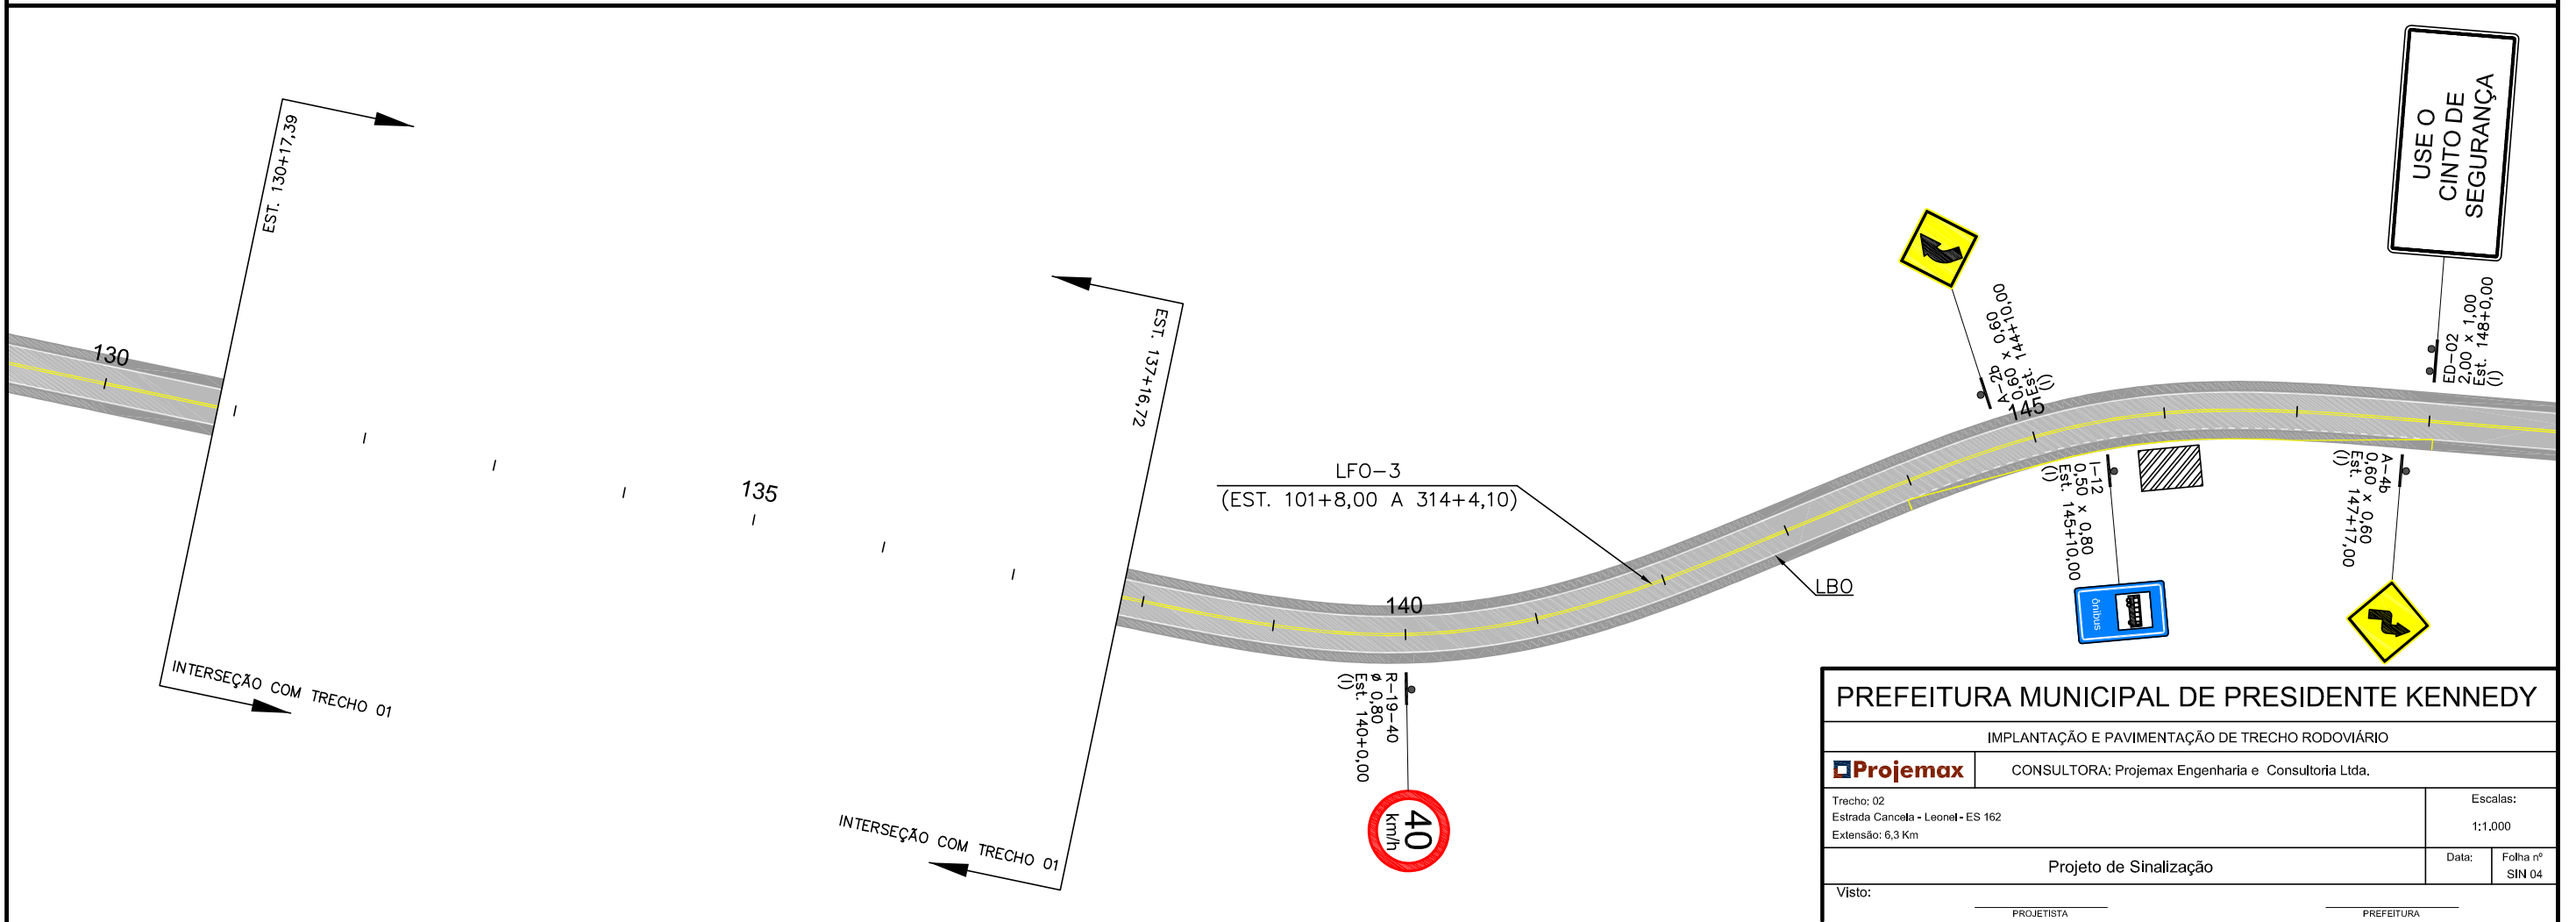 130
EST. 130+17,39
INTERSEÇÃO COM TRECHO 01
135
EST. 137+16,72
INTERSEÇÃO COM TRECHO 01
LFO-3
(EST. 101+8,00 A 314+4,10)
140
R-19-40
ø 0,80
Est. 140+0,00
(I)
40
km/h
LBO
A-2b
0,60 x 0,60
Est. 144+10,00
(I)
145
I-12
0,50 x 0,80
Est. 145+10,00
(I)
ônibus
A-4b
0,60 x 0,60
Est. 147+17,00
(I)
USE O
CINTO DE
SEGURANÇA
ED-02
2,00 x 1,00
Est. 148+0,00
(I)
PREFEITURA MUNICIPAL DE PRESIDENTE KENNEDY
IMPLANTAÇÃO E PAVIMENTAÇÃO DE TRECHO RODOVIÁRIO
Projemax
CONSULTORA: Projemax Engenharia e Consultoria Ltda.
Trecho: 02
Estrada Cancela - Leonel - ES 162
Extensão: 6,3 Km
Escalas:
1:1.000
Projeto de Sinalização
Data:
Folha nº
SIN 04
Visto:
PROJETISTA
PREFEITURA